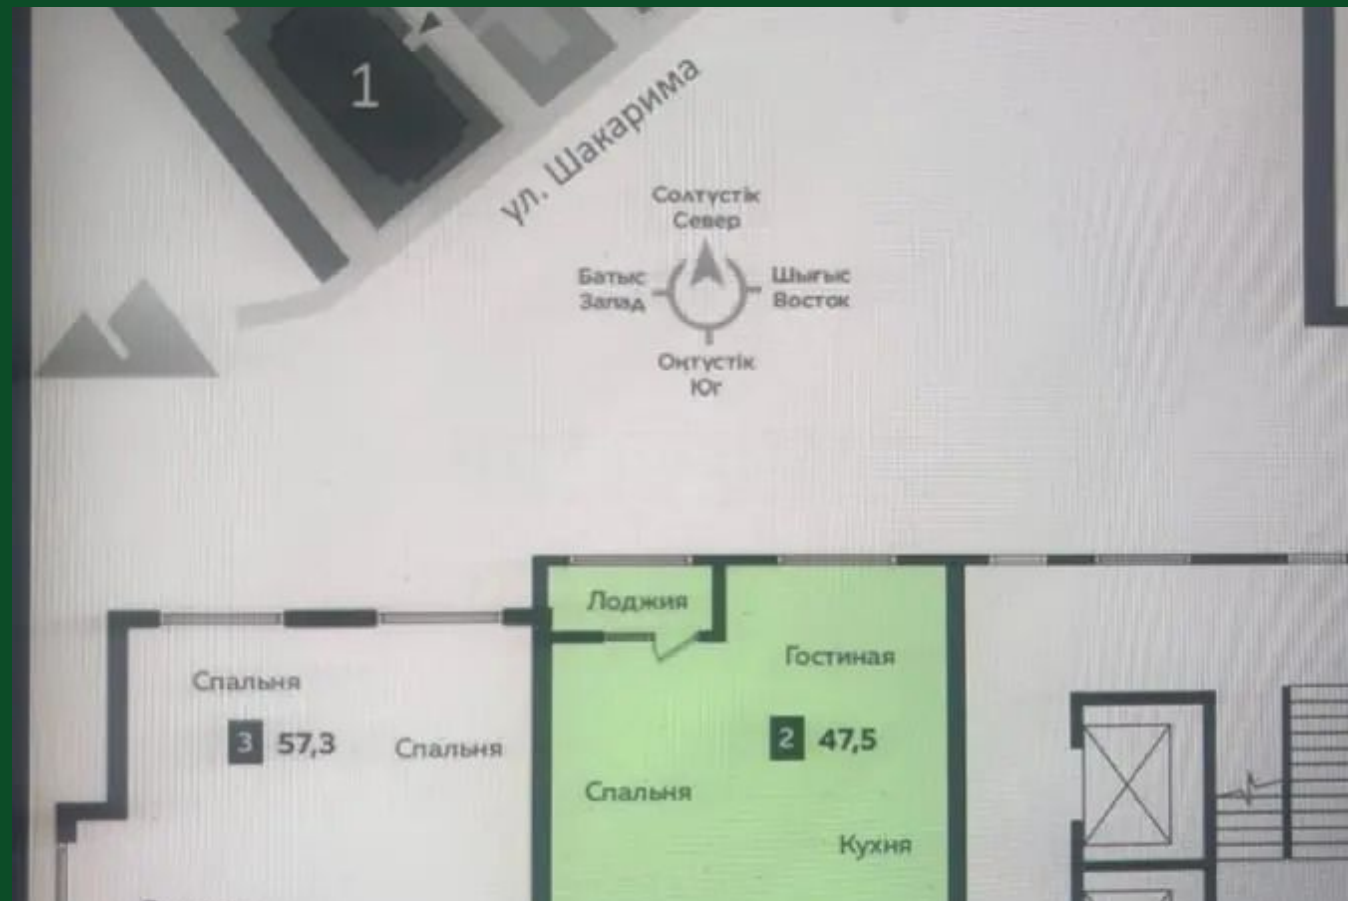 1
ул. Шакарима
Солтүстік
Север
Батыс
Запад
Шығыс
Восток
Оңтүстік
Юг
Лоджия
Гостиная
Спальня
3 57,3
Спальня
2 47,5
Спальня
Кухня